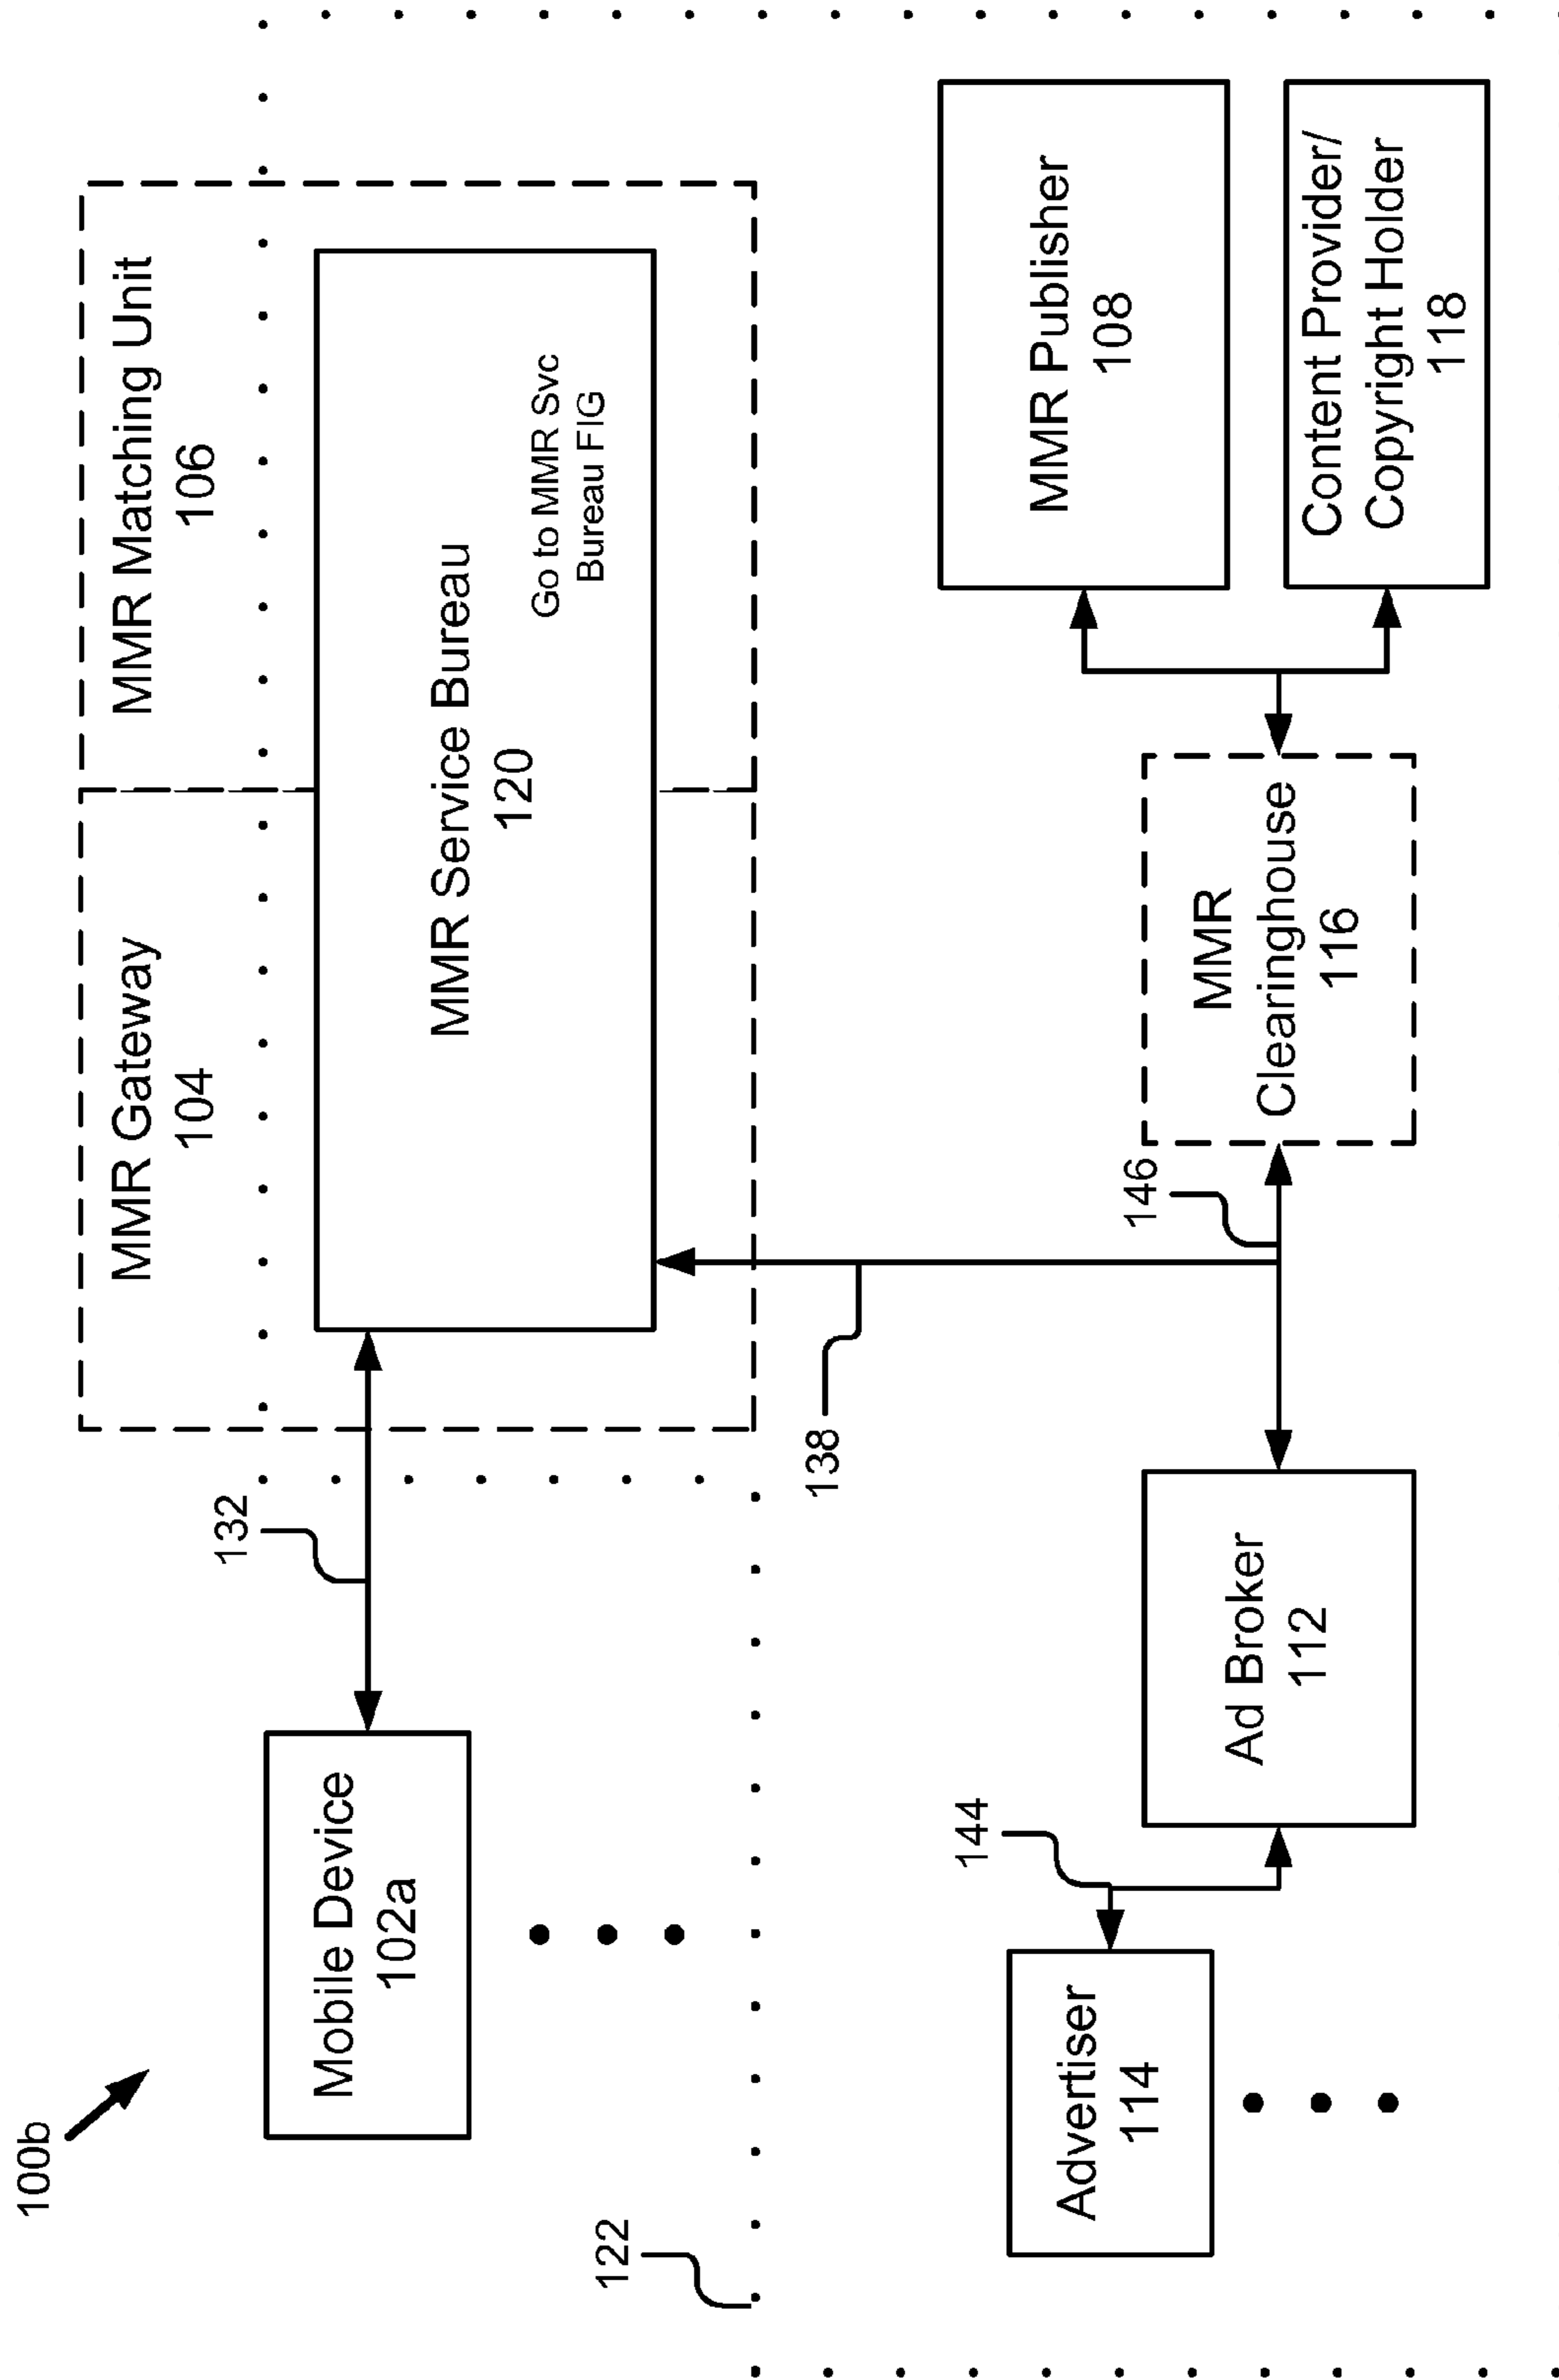 100b
MMR Gateway
104
MMR Matching Unit
106
132
Mobile Device
102a
MMR Service Bureau
120
Go to MMR Svc
Bureau FIG
122
138
144
Advertiser
114
Ad Broker
112
146
MMR
Clearinghouse
116
MMR Publisher
108
Content Provider/
Copyright Holder
118